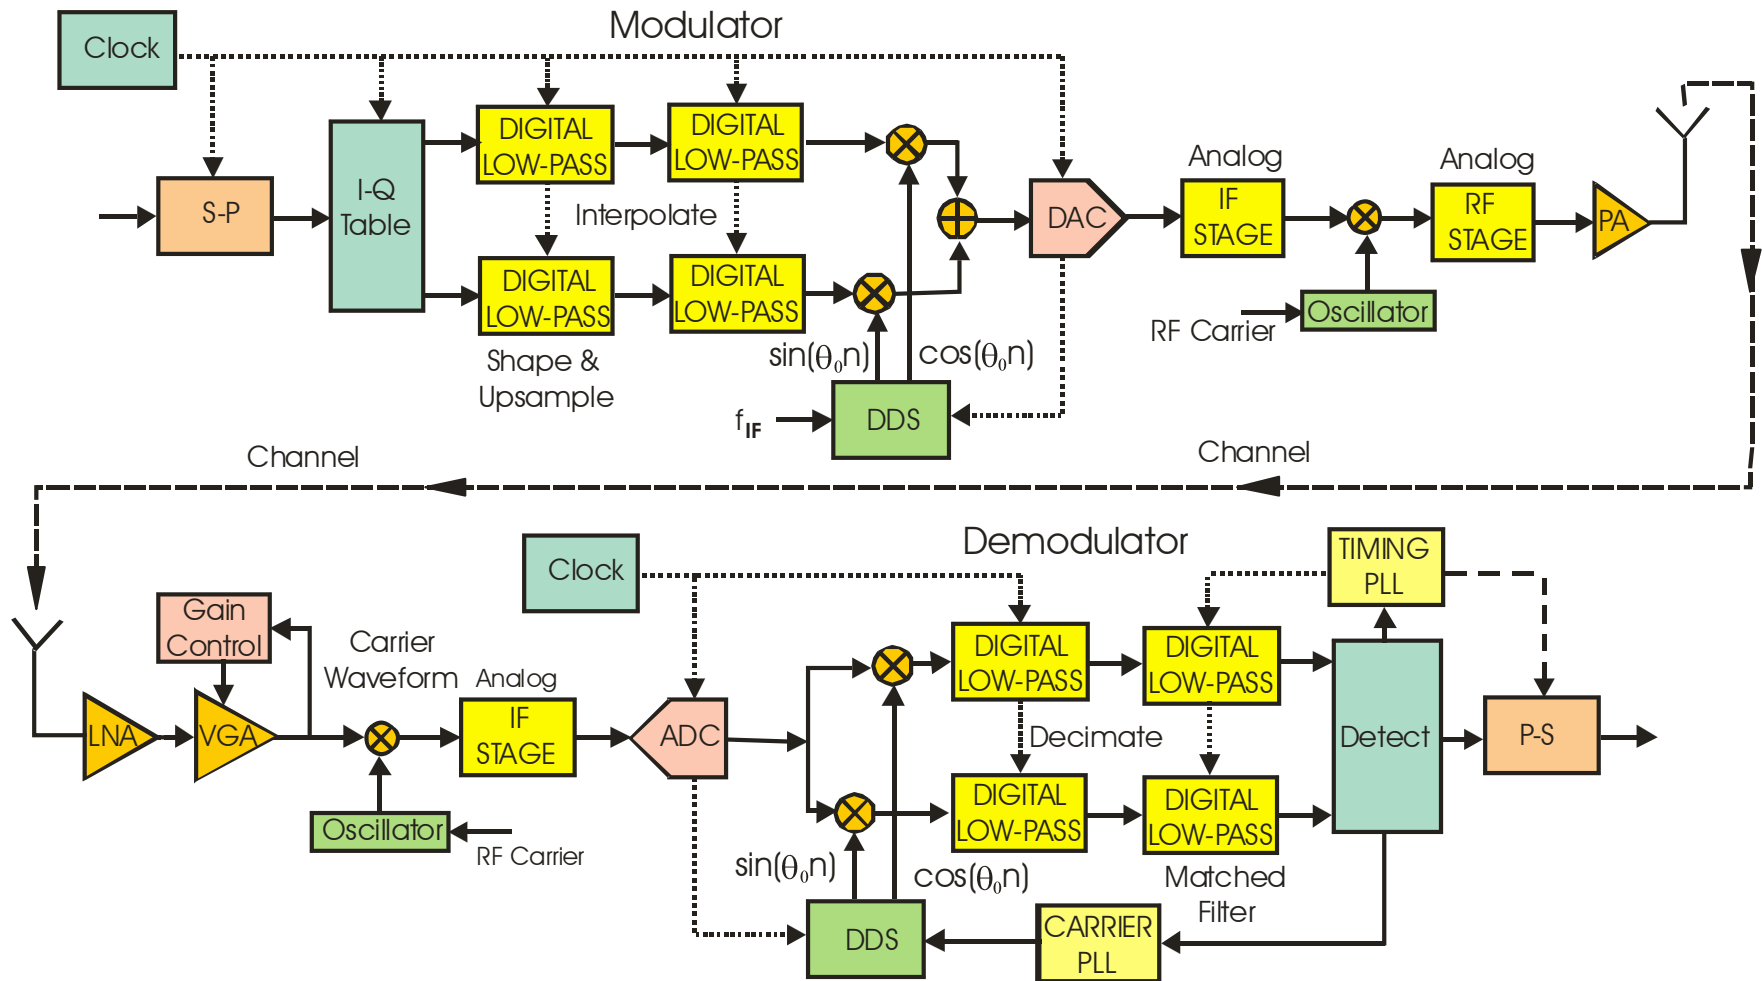 Modulator
Clock
DIGITAL
LOW-PASS
DIGITAL
LOW-PASS
S-P
I-Q
Table
Interpolate
DIGITAL
LOW-PASS
DIGITAL
LOW-PASS
Shape &
Upsample
sin(θ₀n)
cos(θ₀n)
f_IF
DDS
DAC
Analog
IF
STAGE
RF Carrier
Oscillator
Analog
RF
STAGE
PA
Channel
Channel
Demodulator
Clock
TIMING
PLL
Gain
Control
Carrier
Waveform
LNA
VGA
Analog
IF
STAGE
Oscillator
RF Carrier
ADC
DIGITAL
LOW-PASS
DIGITAL
LOW-PASS
Decimate
DIGITAL
LOW-PASS
DIGITAL
LOW-PASS
Matched
Filter
Detect
P-S
sin(θ₀n)
cos(θ₀n)
DDS
CARRIER
PLL